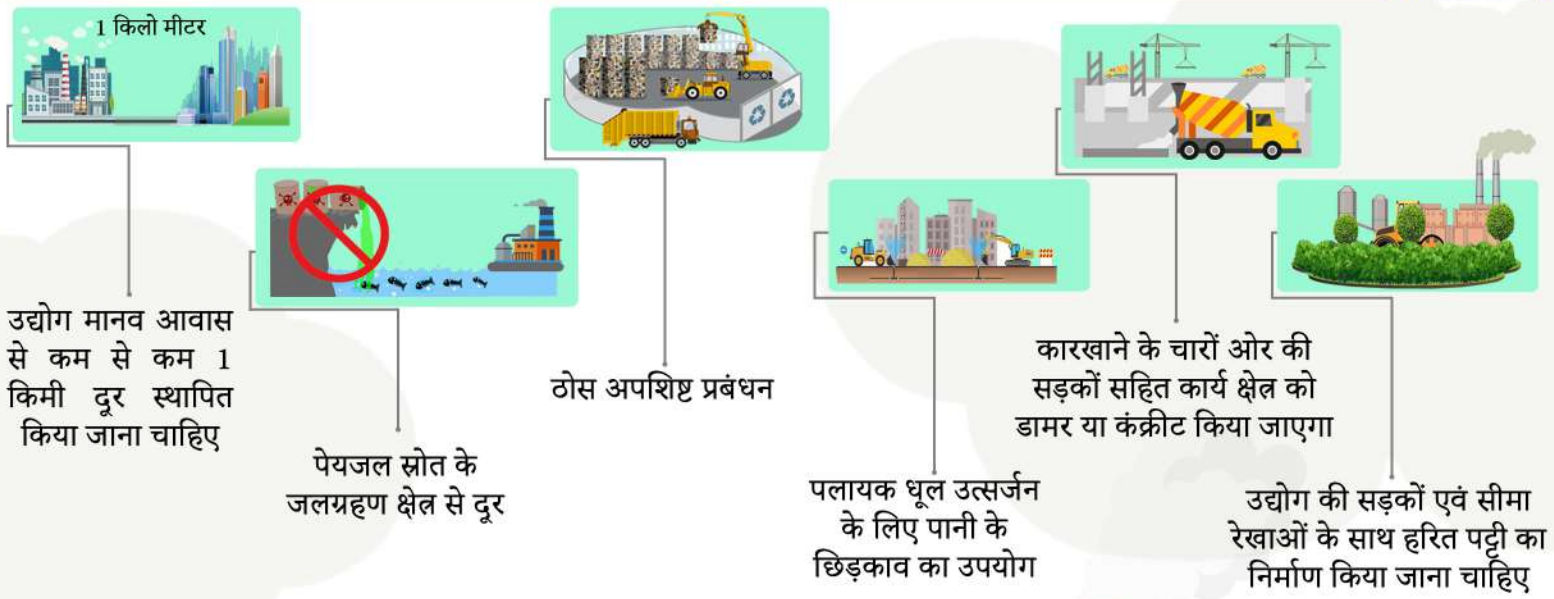 1 किलो मीटर
उद्योग मानव आवास
से कम से कम 1
किमी दूर स्थापित
किया जाना चाहिए
पेयजल स्रोत के
जलग्रहण क्षेत्र से दूर
ठोस अपशिष्ट प्रबंधन
पलायक धूल उत्सर्जन
के लिए पानी के
छिड़काव का उपयोग
कारखाने के चारों ओर की
सड़कों सहित कार्य क्षेत्र को
डामर या कंक्रीट किया जाएगा
उद्योग की सड़कों एवं सीमा
रेखाओं के साथ हरित पट्टी का
निर्माण किया जाना चाहिए